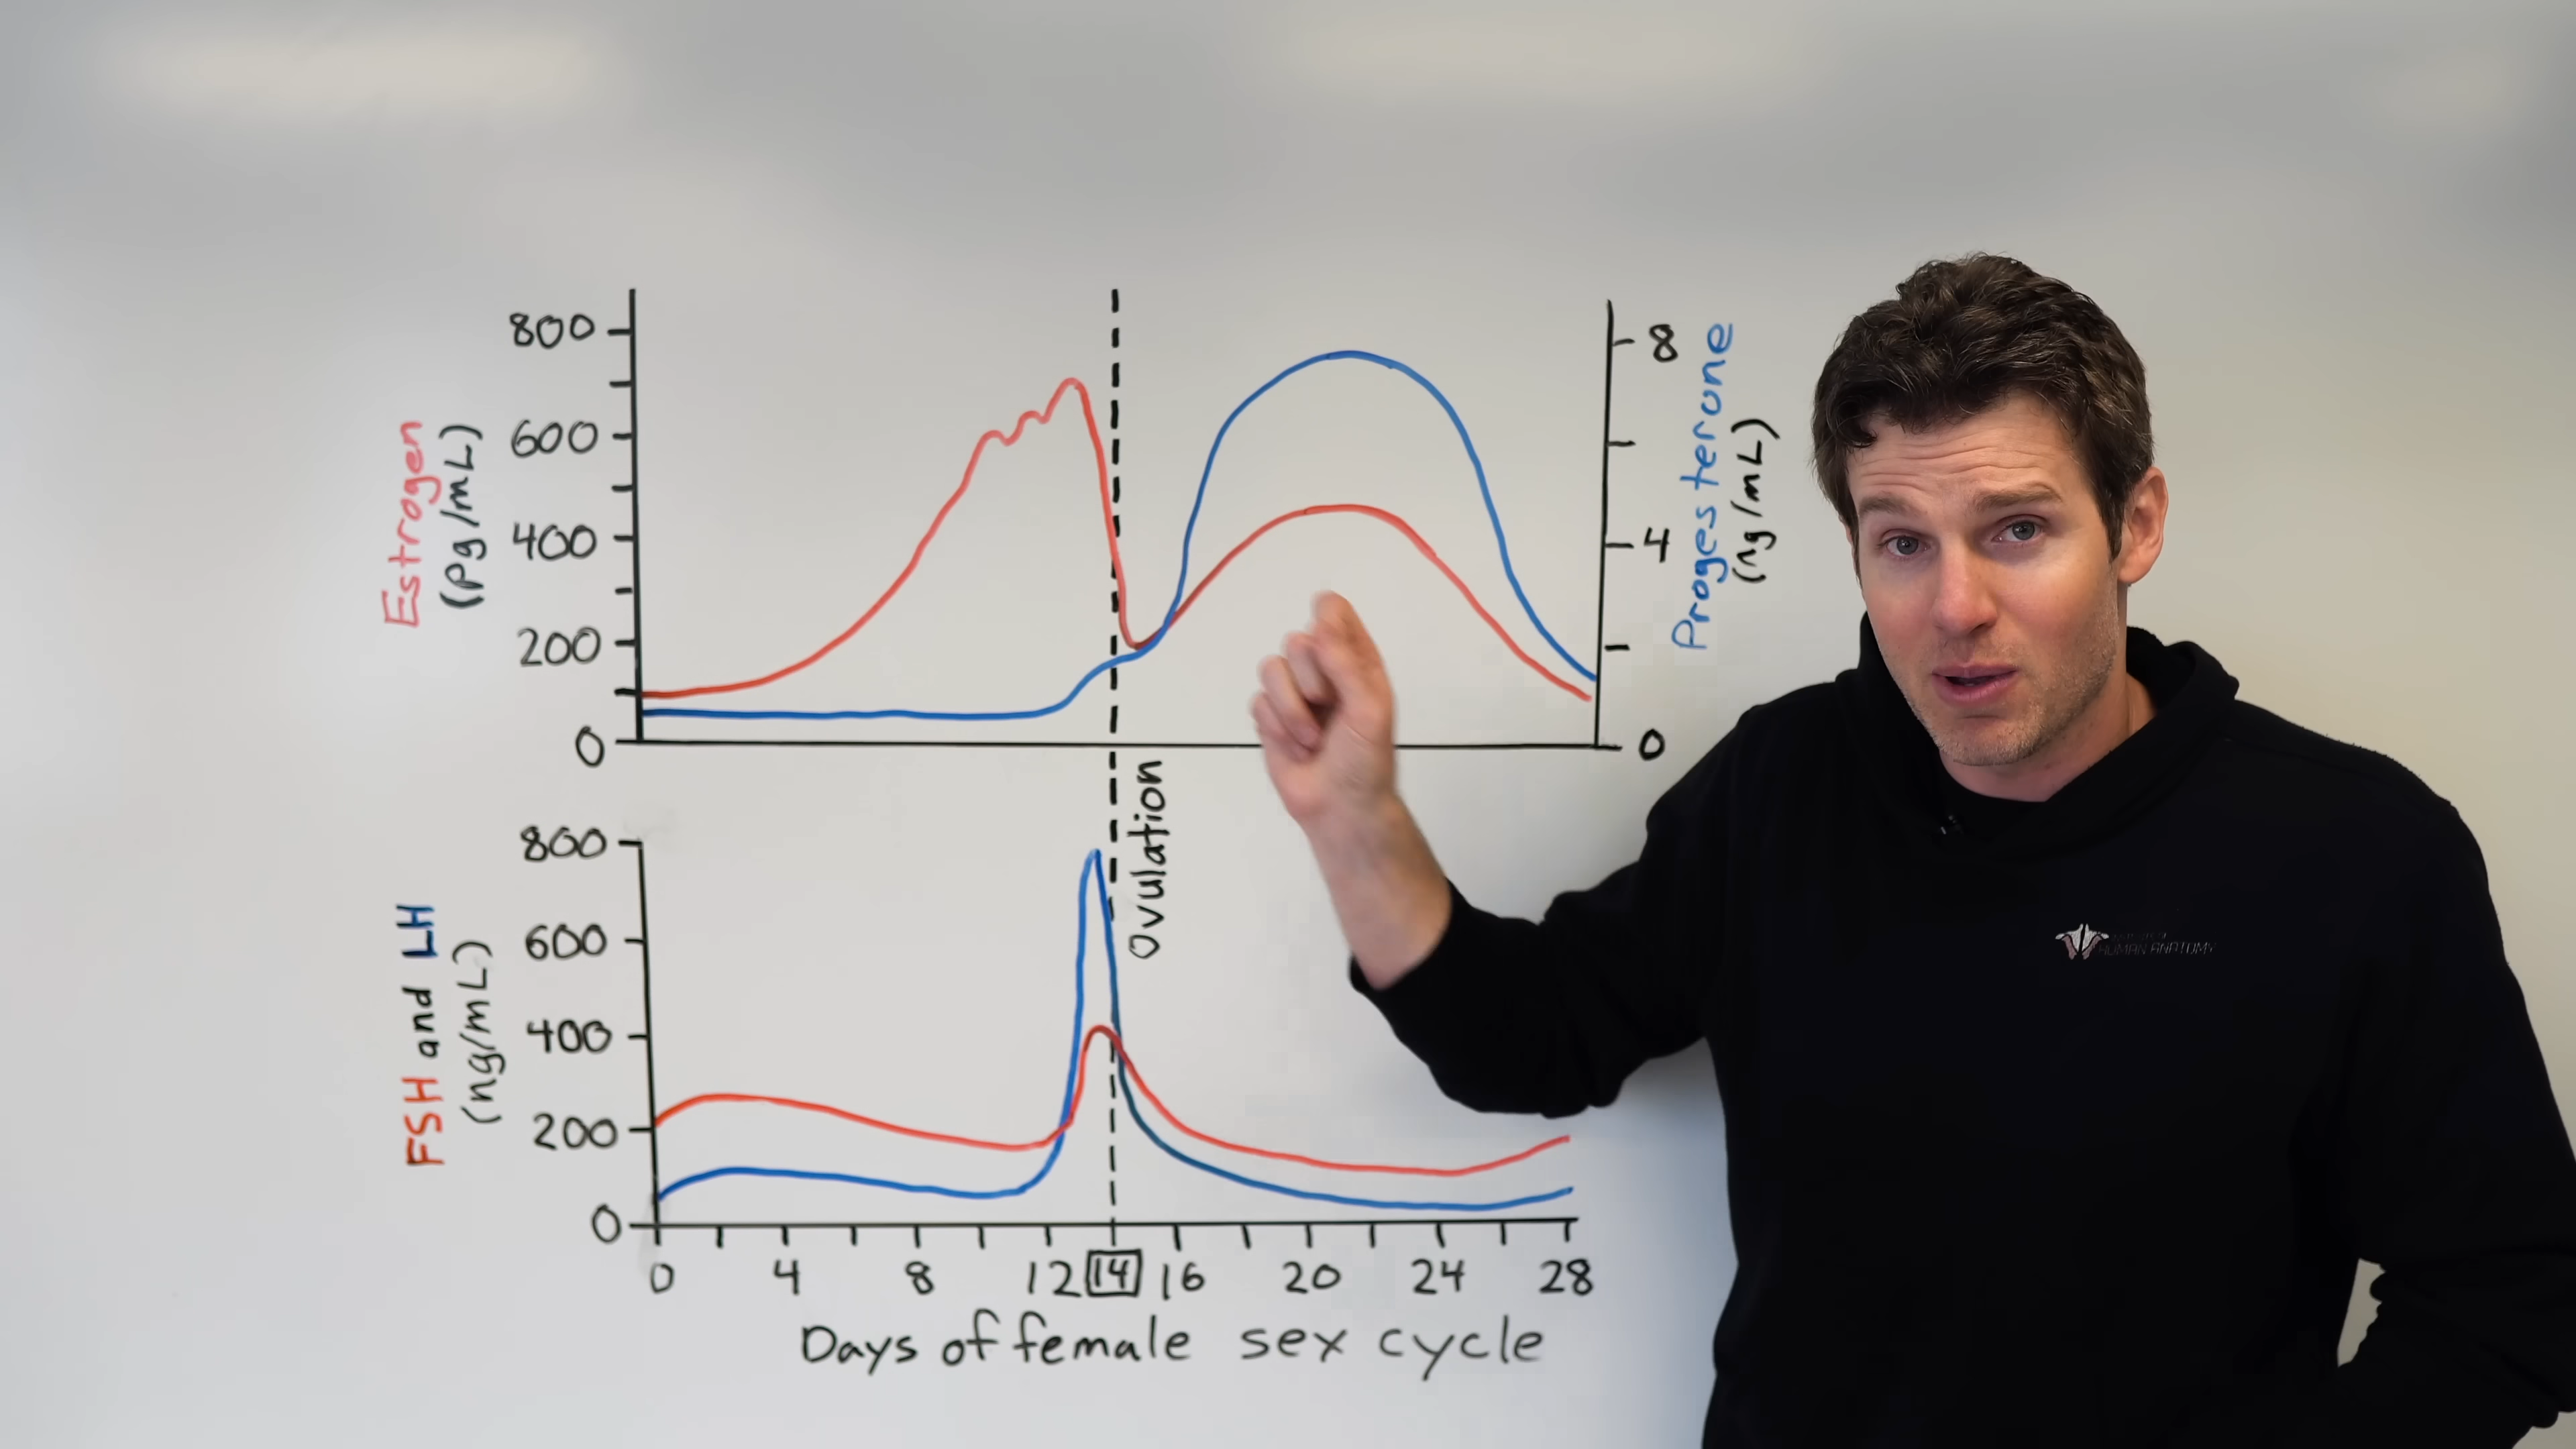 800
600
400
200
0
Estrogen
(pg/mL)
8
4
0
Progesterone
(ng/mL)
Ovulation
800
600
400
200
0
FSH and LH
(ng/mL)
0 4 8 12 14 16 20 24 28
Days of female sex cycle
HUMAN ANATOMY